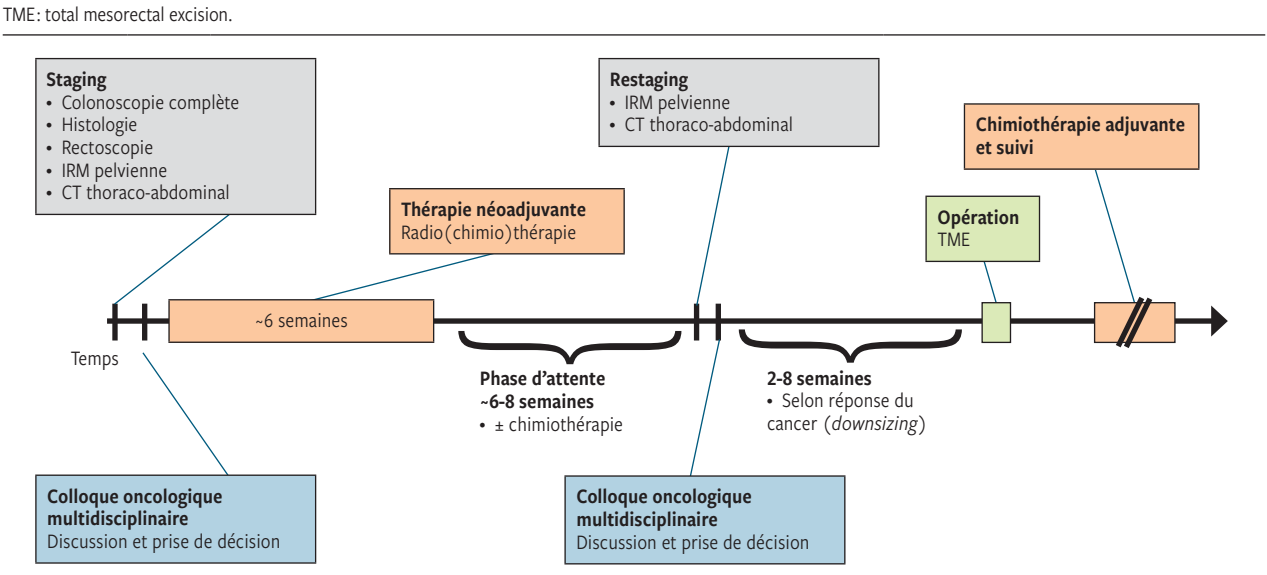 TME: total mesorectal excision.
Staging
• Colonoscopie complète
• Histologie
• Rectoscopie
• IRM pelvienne
• CT thoraco-abdominal
Restaging
• IRM pelvienne
• CT thoraco-abdominal
Chimiothérapie adjuvante
et suivi
Thérapie néoadjuvante
Radio(chimio)thérapie
Opération
TME
~6 semaines
Temps
Phase d’attente
~6-8 semaines
• ± chimiothérapie
2-8 semaines
• Selon réponse du
cancer (downsizing)
Colloque oncologique
multidisciplinaire
Discussion et prise de décision
Colloque oncologique
multidisciplinaire
Discussion et prise de décision